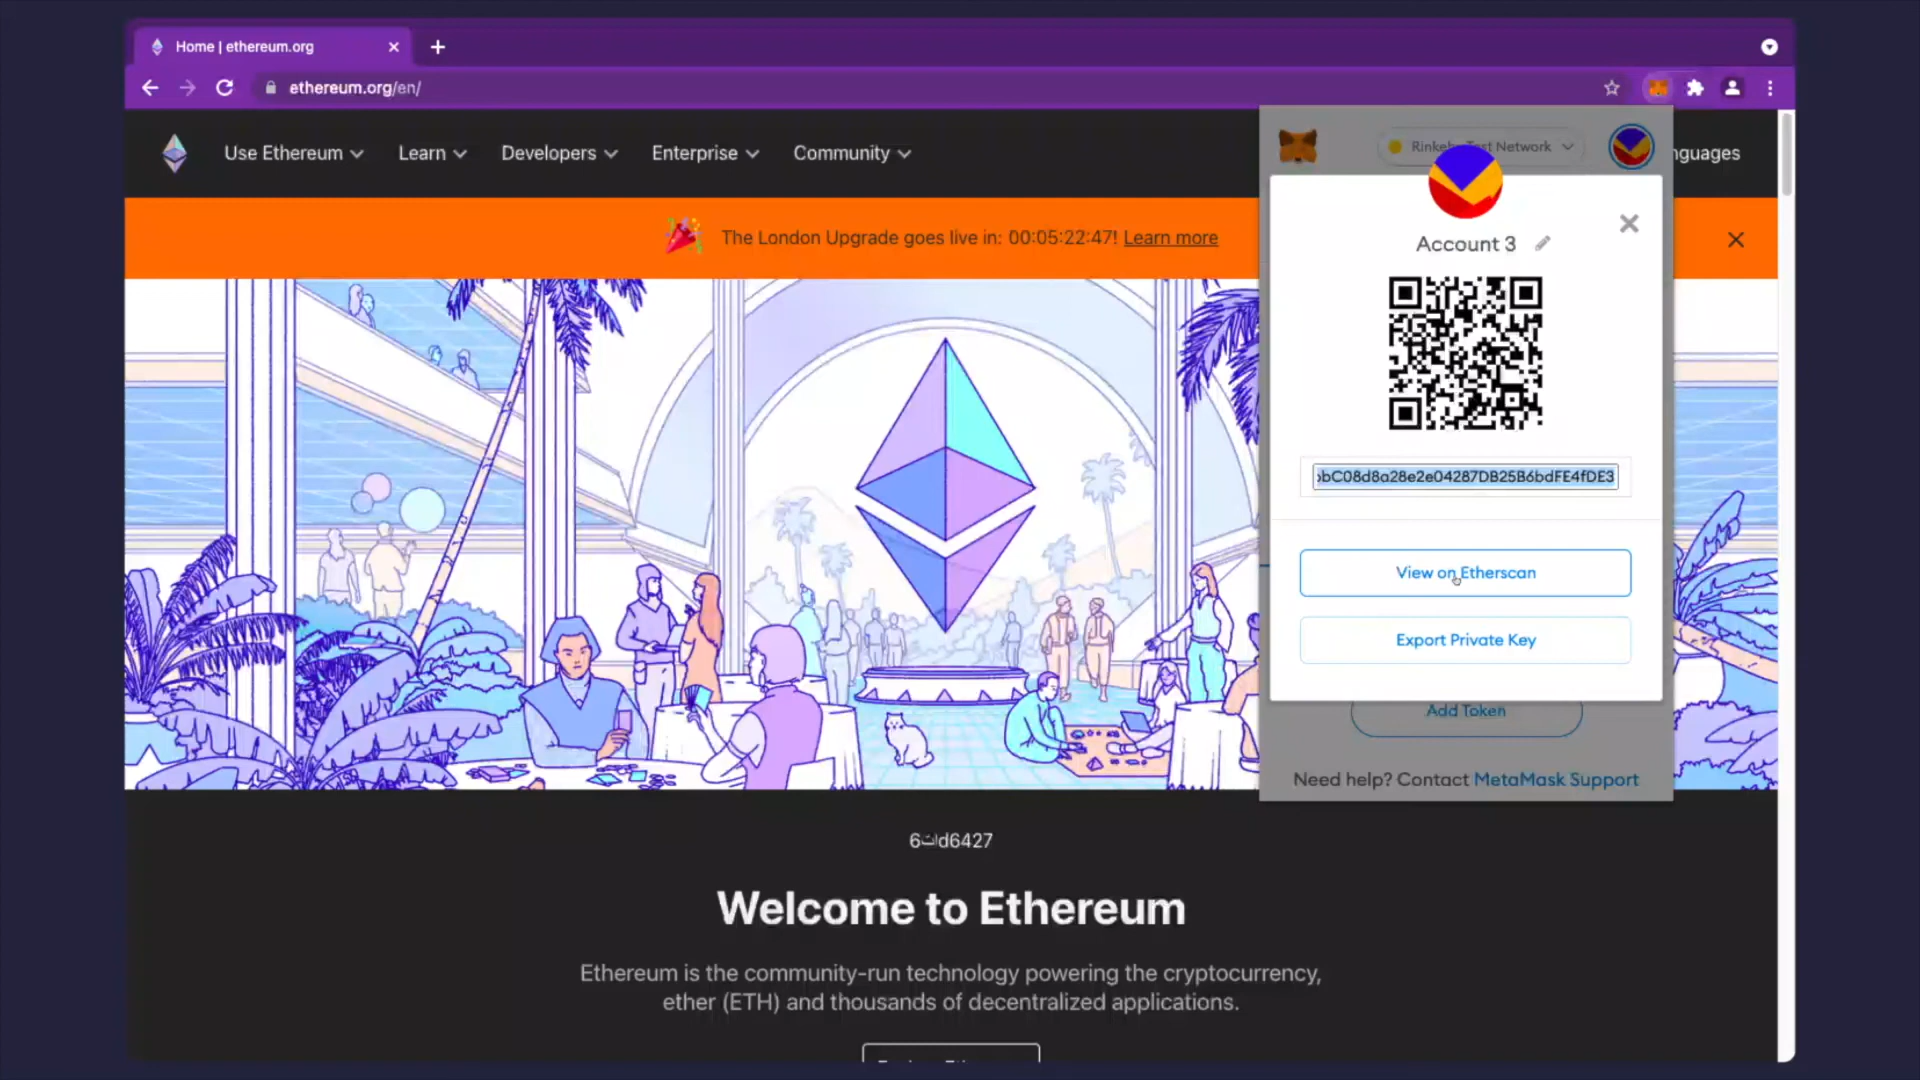 Home | ethereum.org
ethereum.org/en/
Use Ethereum
Learn
Developers
Enterprise
Community
Test Network
The London Upgrade goes live in: 00:05:22:47! Learn more
Account 3
bC08d8a28e2e04287DB25B6bdFE4fDE3
View on Etherscan
Export Private Key
Add Token
Need help? Contact MetaMask Support
Welcome to Ethereum
Ethereum is the community-run technology powering the cryptocurrency,
ether (ETH) and thousands of decentralized applications.